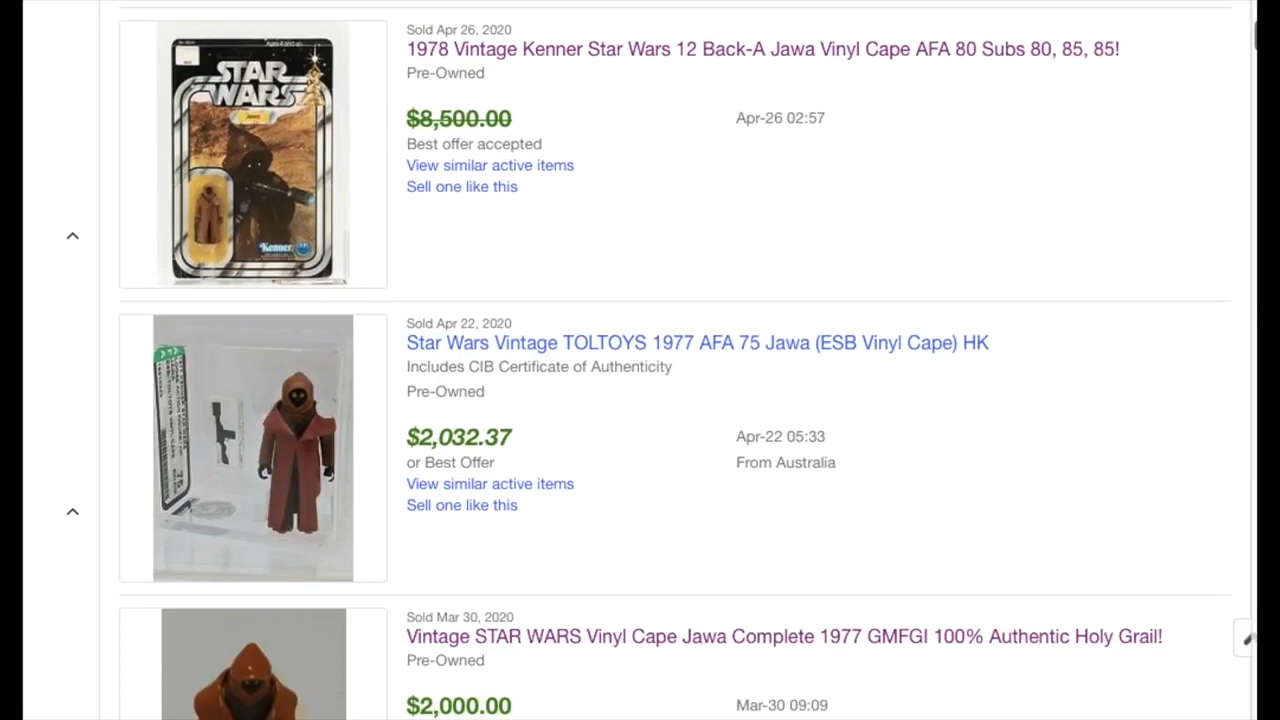 Sold Apr 26, 2020
1978 Vintage Kenner Star Wars 12 Back-A Jawa Vinyl Cape AFA 80 Subs 80, 85, 85!
Pre-Owned
$8,500.00
Apr-26 02:57
Best offer accepted
View similar active items
Sell one like this
STAR
WARS
Jawa
Kenner
Sold Apr 22, 2020
Star Wars Vintage TOLTOYS 1977 AFA 75 Jawa (ESB Vinyl Cape) HK
Includes CIB Certificate of Authenticity
Pre-Owned
$2,032.37
Apr-22 05:33
or Best Offer
From Australia
View similar active items
Sell one like this
75
Sold Mar 30, 2020
Vintage STAR WARS Vinyl Cape Jawa Complete 1977 GMFGI 100% Authentic Holy Grail!
Pre-Owned
$2,000.00
Mar-30 09:09